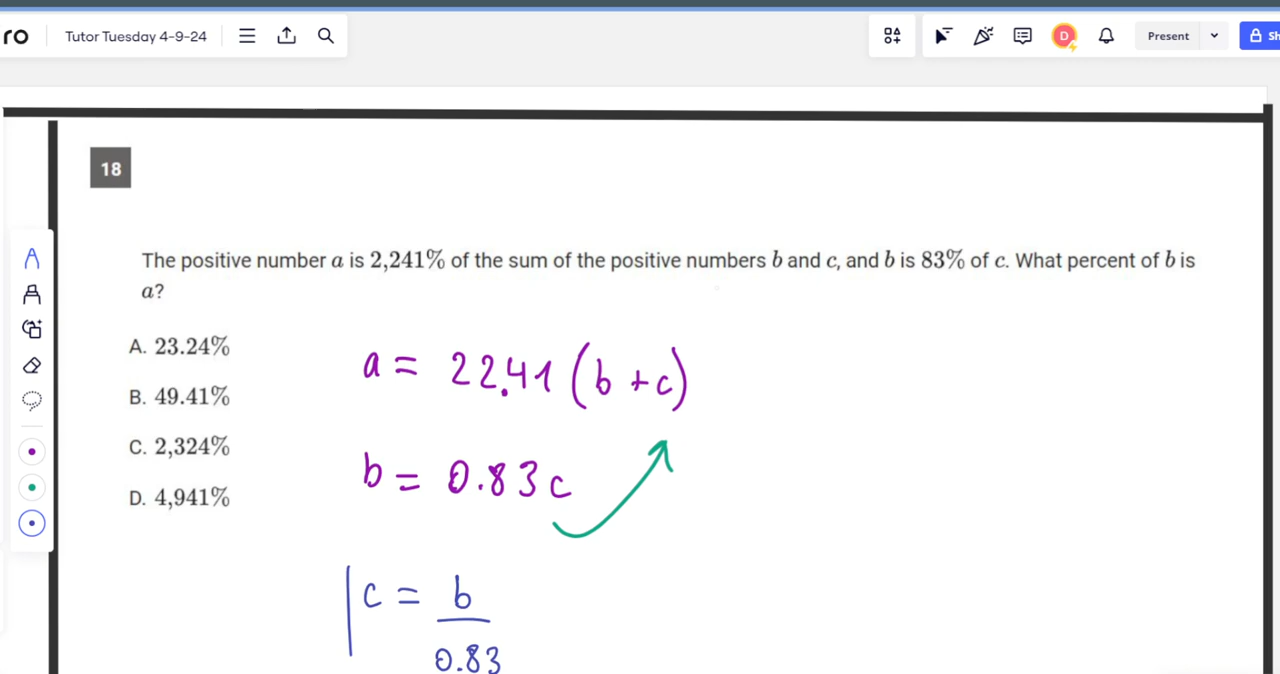 ro
Tutor Tuesday 4-9-24
D
Present
Sh
18
The positive number a is 2,241% of the sum of the positive numbers b and c, and b is 83% of c. What percent of b is
a?
A. 23.24%
B. 49.41%
C. 2,324%
D. 4,941%
a = 22.41 (b + c)
b = 0.83 c
c = b / 0.83